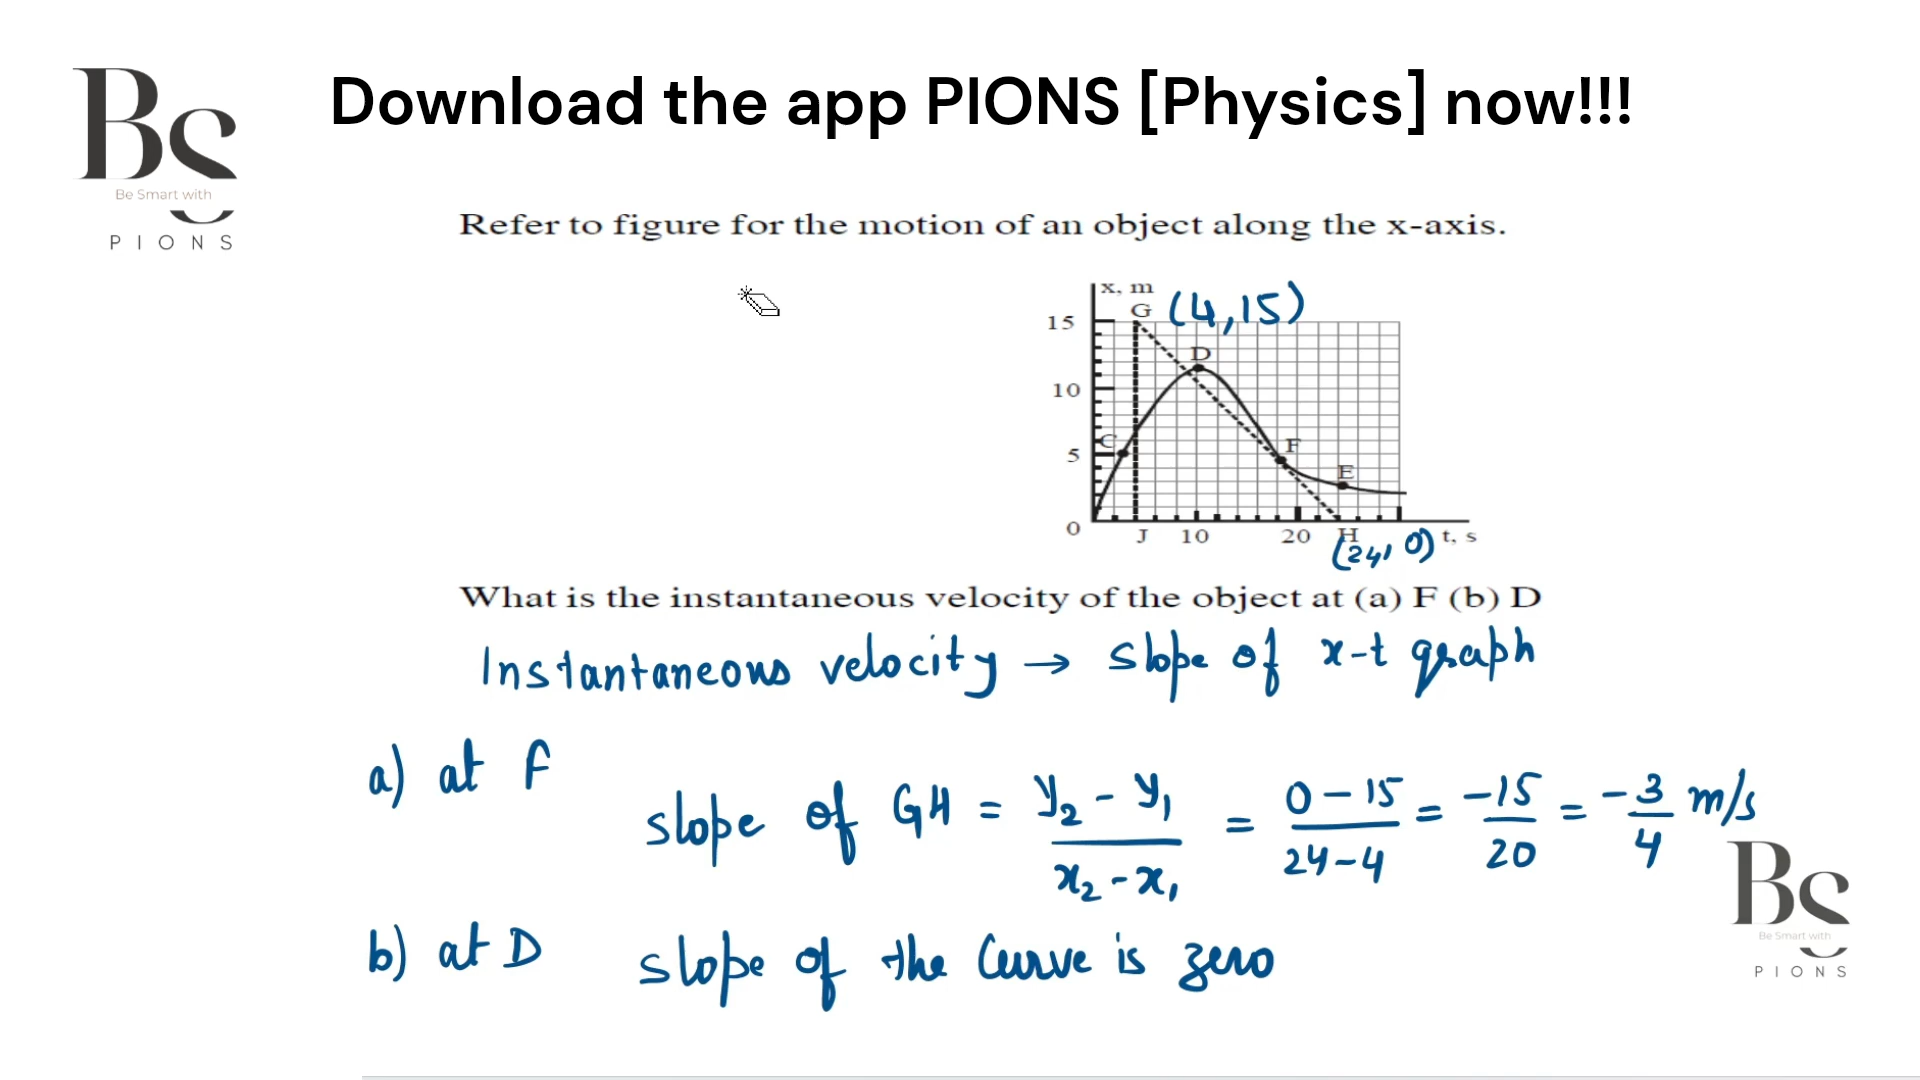 Download the app PIONS [Physics] now!!!
Bs
Be Smart with
PIONS
Refer to figure for the motion of an object along the x-axis.
x, m
G (4,15)
15
D
10
C
5
F
E
0
J 10 20 H t, s
(24, 0)
What is the instantaneous velocity of the object at (a) F (b) D
Instantaneous velocity → slope of x-t graph
a) at F
slope of GH = y₂ - y₁ / x₂ - x₁ = 0 - 15 / 24 - 4 = -15 / 20 = -3 / 4 m/s
Bs
Be Smart with
PIONS
b) at D slope of the curve is zero